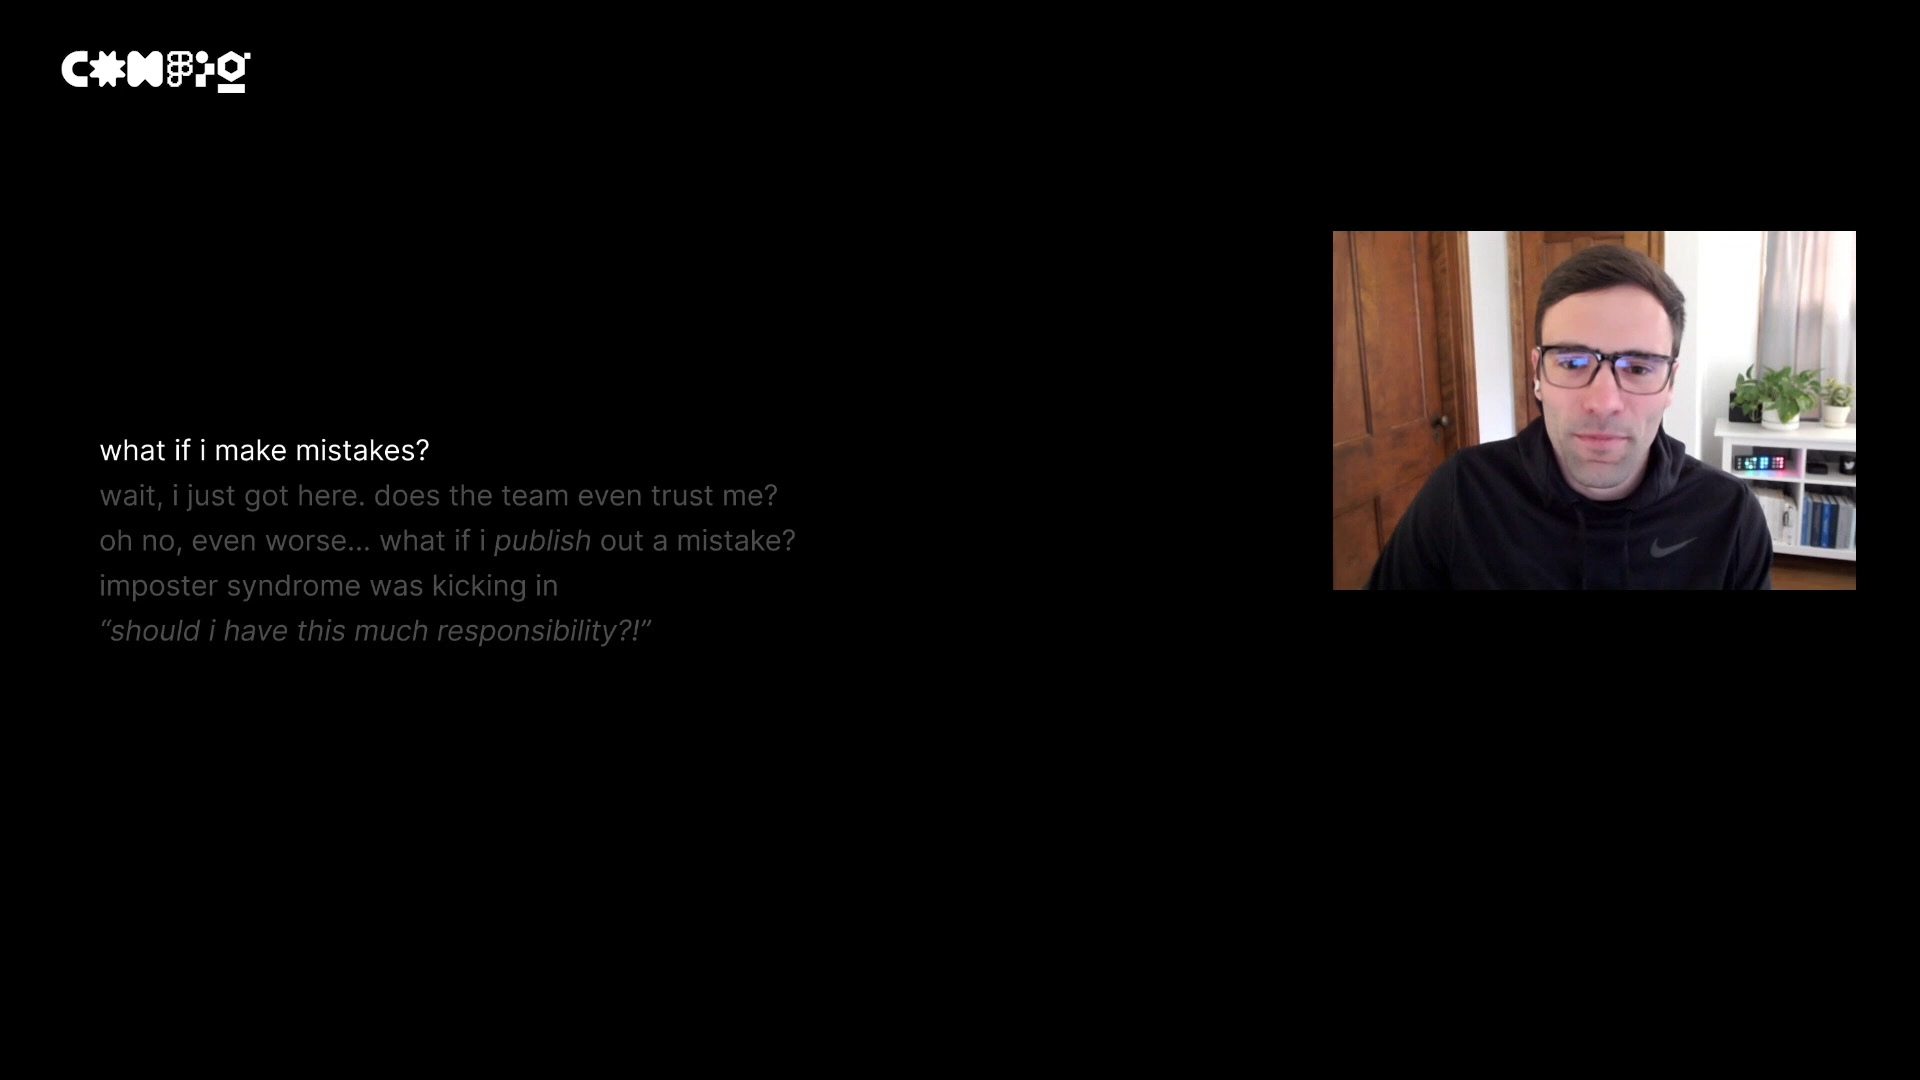 CONFIG
what if i make mistakes?
wait, i just got here. does the team even trust me?
oh no, even worse... what if i publish out a mistake?
imposter syndrome was kicking in
“should i have this much responsibility?!”